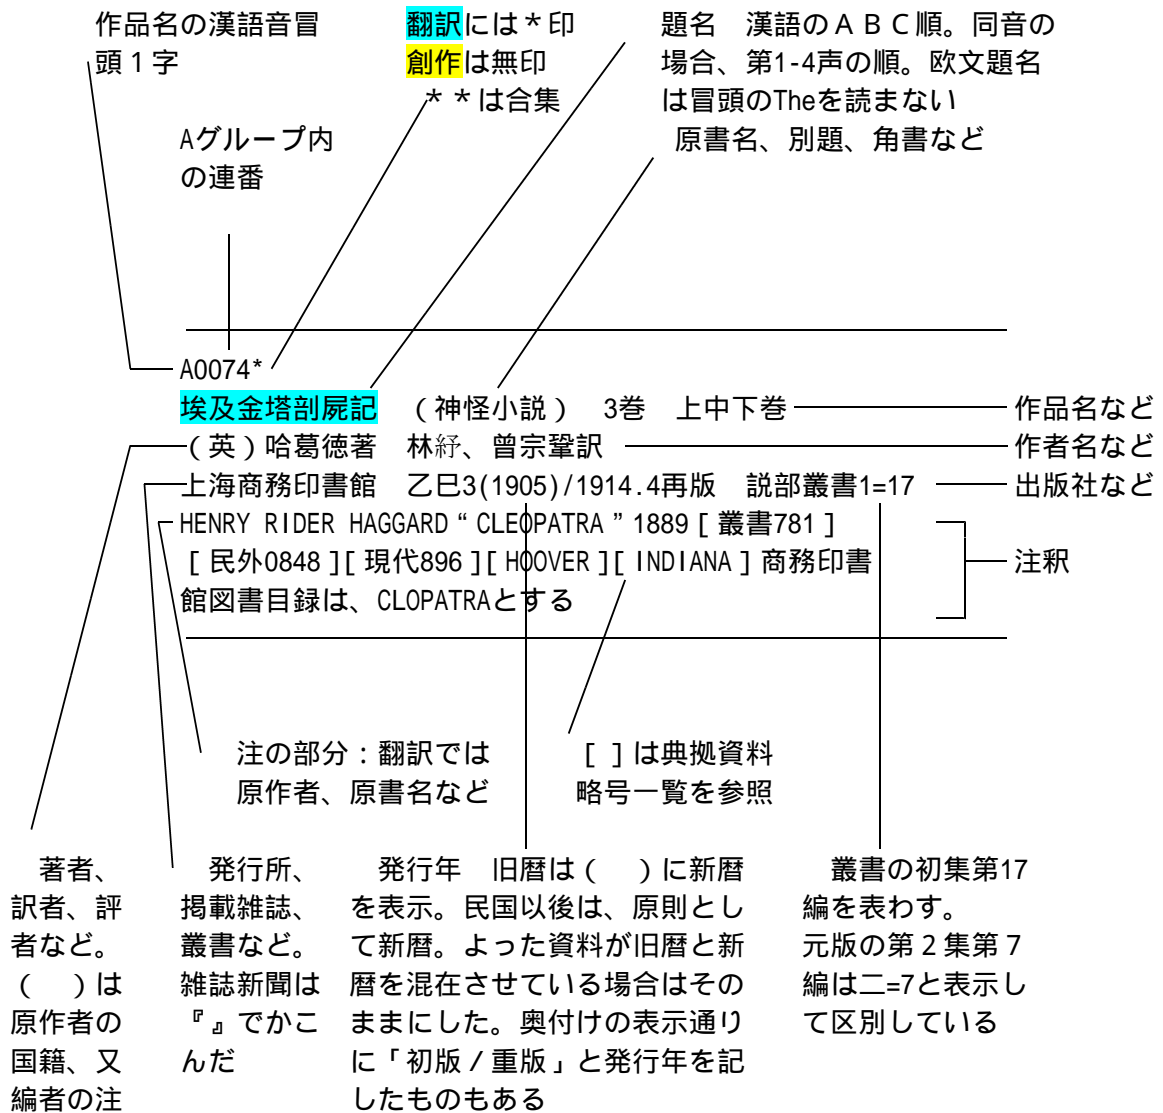 作品名の漢語音冒
頭1字
翻訳には*印
創作は無印
**は合集
題名　漢語のABC順。同音の
場合、第1-4声の順。欧文題名
は冒頭のTheを読まない
原書名、別題、角書など
Aグループ内
の連番
A0074*
埃及金塔剖屍記　(神怪小説)　3巻　上中下巻
作品名など
(英)哈葛徳著　林紓、曾宗鞏訳
作者名など
上海商務印書館　乙巳3(1905)/1914.4再版　説部叢書1=17
出版社など
HENRY RIDER HAGGARD“CLEOPATRA”1889[叢書781]
[民外0848][現代896][HOOVER][INDIANA]商務印書
館図書目録は、CLOPATRAとする
注釈
注の部分:翻訳では
原作者、原書名など
[ ]は典拠資料
略号一覧を参照
著者、
訳者、評
者など。
(　)は
原作者の
国籍、又
編者の注
発行所、
掲載雑誌、
叢書など。
雑誌新聞は
『』でかこ
んだ
発行年　旧暦は(　)に新暦
を表示。民国以後は、原則とし
て新暦。よった資料が旧暦と新
暦を混在させている場合はその
ままにした。奥付けの表示通り
に「初版/重版」と発行年を記
したものもある
叢書の初集第17
編を表わす。
元版の第2集第7
編は二=7と表示し
て区別している